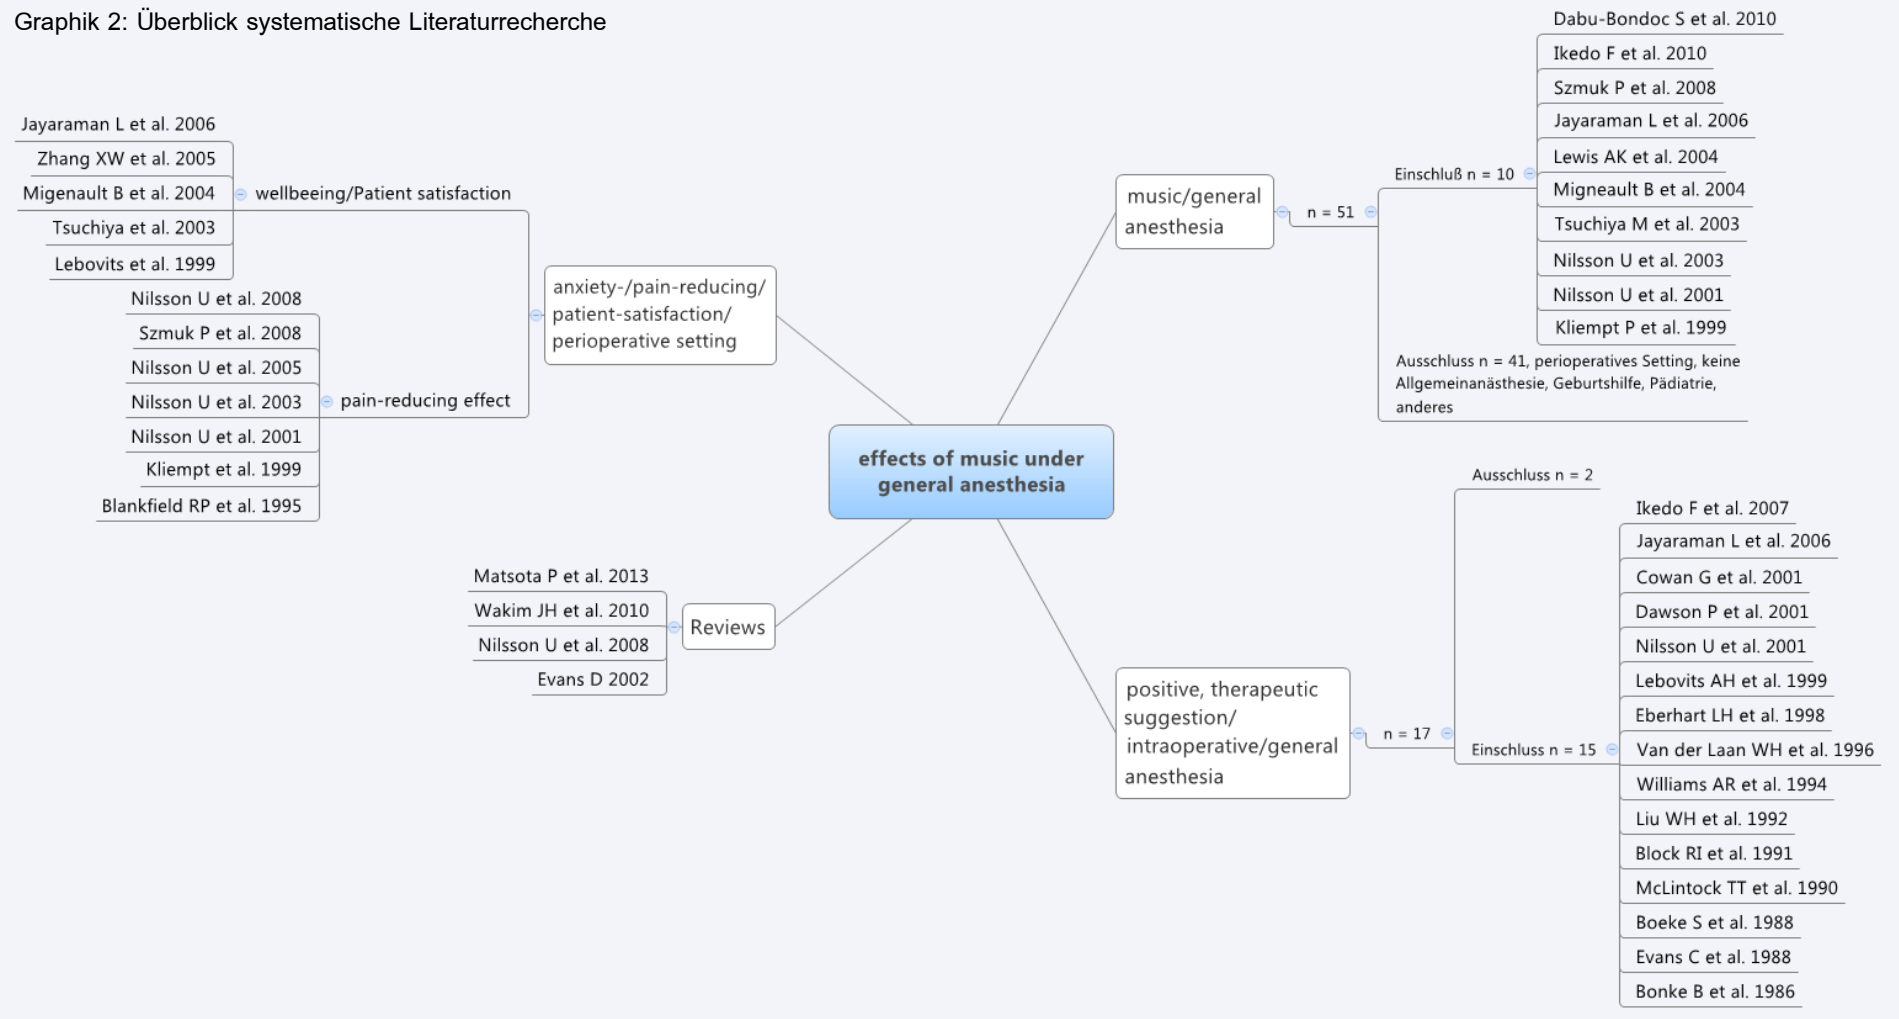 Graphik 2: Überblick systematische Literaturrecherche
Jayaraman L et al. 2006
Zhang XW et al. 2005
Migenault B et al. 2004
Tsuchiya et al. 2003
Lebovits et al. 1999
wellbeeing/Patient satisfaction
Nilsson U et al. 2008
Szmuk P et al. 2008
Nilsson U et al. 2005
Nilsson U et al. 2003
Nilsson U et al. 2001
Kliempt et al. 1999
Blankfield RP et al. 1995
pain-reducing effect
anxiety-/pain-reducing/
patient-satisfaction/
perioperative setting
Matsota P et al. 2013
Wakim JH et al. 2010
Nilsson U et al. 2008
Evans D 2002
Reviews
effects of music under
general anesthesia
music/general
anesthesia
n = 51
Einschluß n = 10
Dabu-Bondoc S et al. 2010
Ikedo F et al. 2010
Szmuk P et al. 2008
Jayaraman L et al. 2006
Lewis AK et al. 2004
Migneault B et al. 2004
Tsuchiya M et al. 2003
Nilsson U et al. 2003
Nilsson U et al. 2001
Kliempt P et al. 1999
Ausschluss n = 41, perioperatives Setting, keine
Allgemeinanästhesie, Geburtshilfe, Pädiatrie,
anderes
positive, therapeutic
suggestion/
intraoperative/general
anesthesia
n = 17
Ausschluss n = 2
Einschluss n = 15
Ikedo F et al. 2007
Jayaraman L et al. 2006
Cowan G et al. 2001
Dawson P et al. 2001
Nilsson U et al. 2001
Lebovits AH et al. 1999
Eberhart LH et al. 1998
Van der Laan WH et al. 1996
Williams AR et al. 1994
Liu WH et al. 1992
Block RI et al. 1991
McLintock TT et al. 1990
Boeke S et al. 1988
Evans C et al. 1988
Bonke B et al. 1986